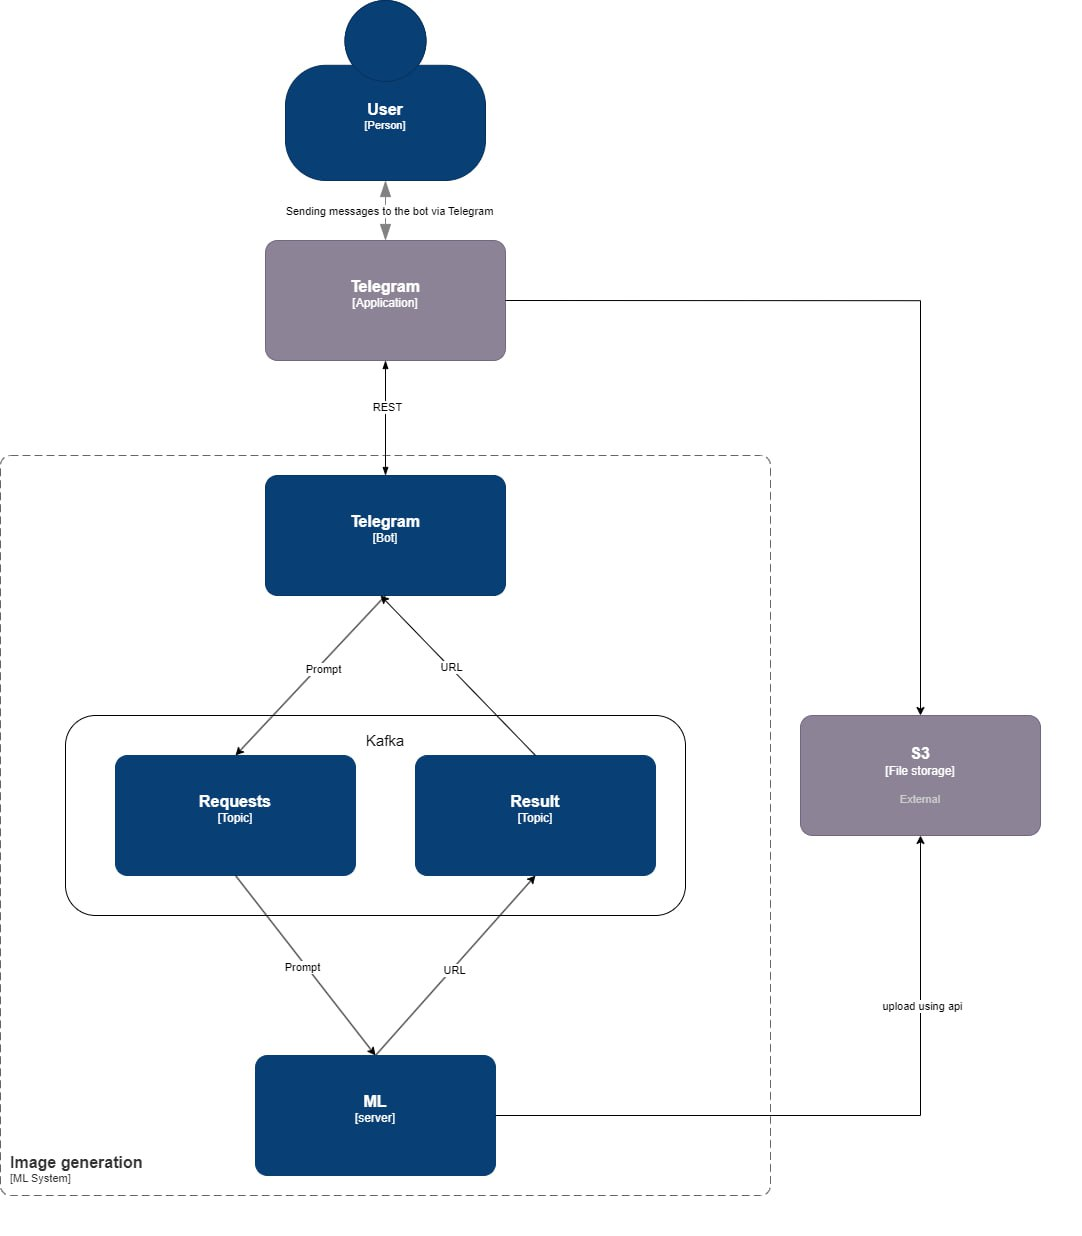 User
[Person]
Sending messages to the bot via Telegram
Telegram
[Application]
REST
Telegram
[Bot]
Prompt
URL
Kafka
Requests
[Topic]
Result
[Topic]
S3
[File storage]
External
Prompt
URL
upload using api
ML
[server]
Image generation
[ML System]